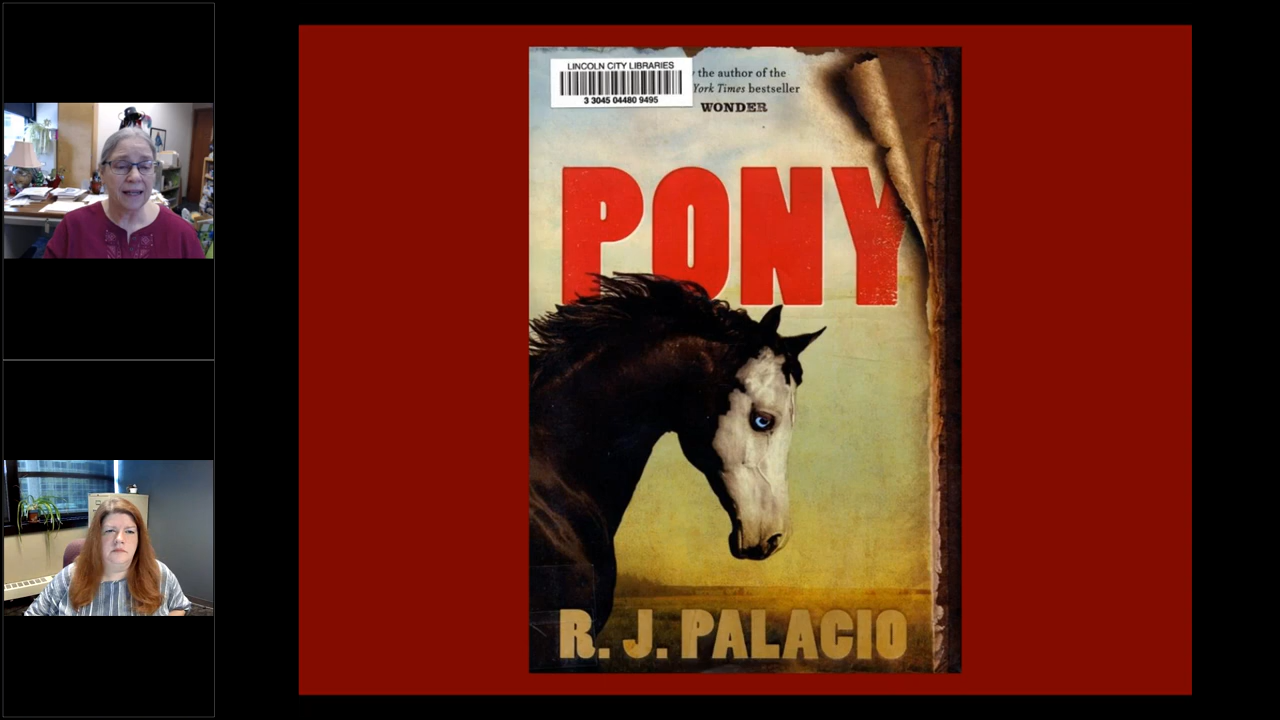 LINCOLN CITY LIBRARIES
3 3045 04480 9495
the author of the
York Times bestseller
WONDER
PONY
R. J. PALACIO